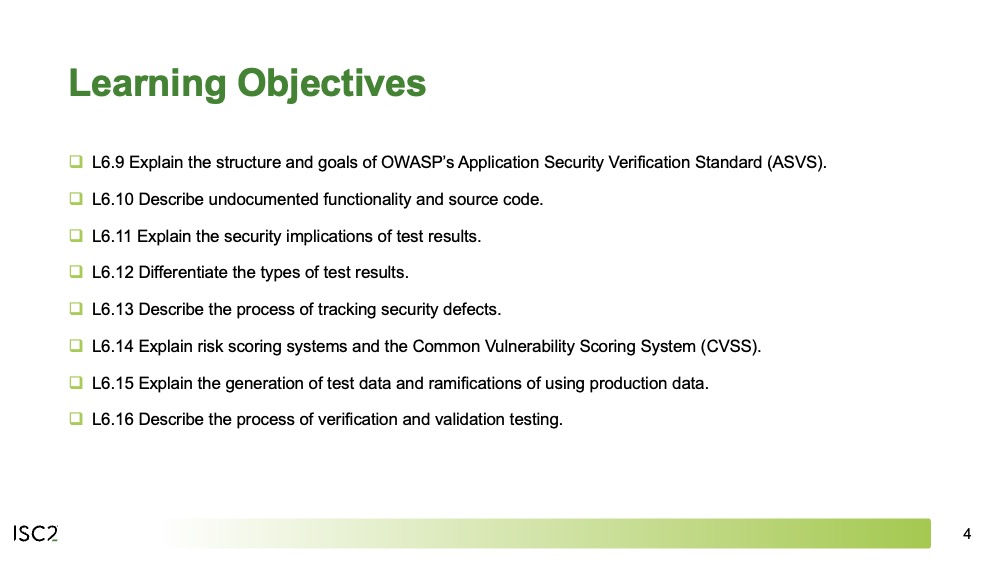 Learning Objectives
L6.9 Explain the structure and goals of OWASP’s Application Security Verification Standard (ASVS).
L6.10 Describe undocumented functionality and source code.
L6.11 Explain the security implications of test results.
L6.12 Differentiate the types of test results.
L6.13 Describe the process of tracking security defects.
L6.14 Explain risk scoring systems and the Common Vulnerability Scoring System (CVSS).
L6.15 Explain the generation of test data and ramifications of using production data.
L6.16 Describe the process of verification and validation testing.
ISC2
4